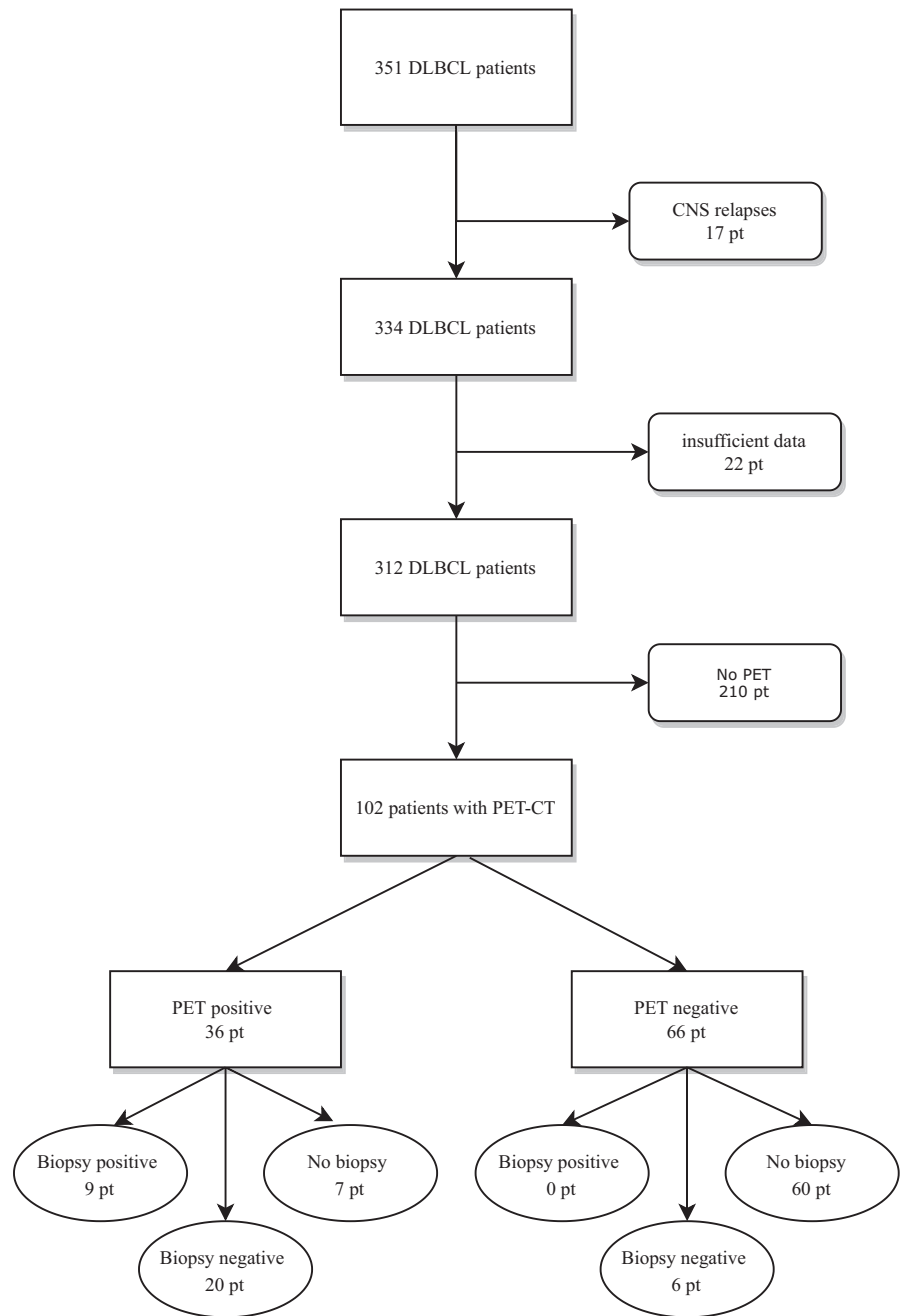 351 DLBCL patients
CNS relapses
17 pt
334 DLBCL patients
insufficient data
22 pt
312 DLBCL patients
No PET
210 pt
102 patients with PET-CT
PET positive
36 pt
PET negative
66 pt
Biopsy positive
9 pt
No biopsy
7 pt
Biopsy positive
0 pt
No biopsy
60 pt
Biopsy negative
20 pt
Biopsy negative
6 pt